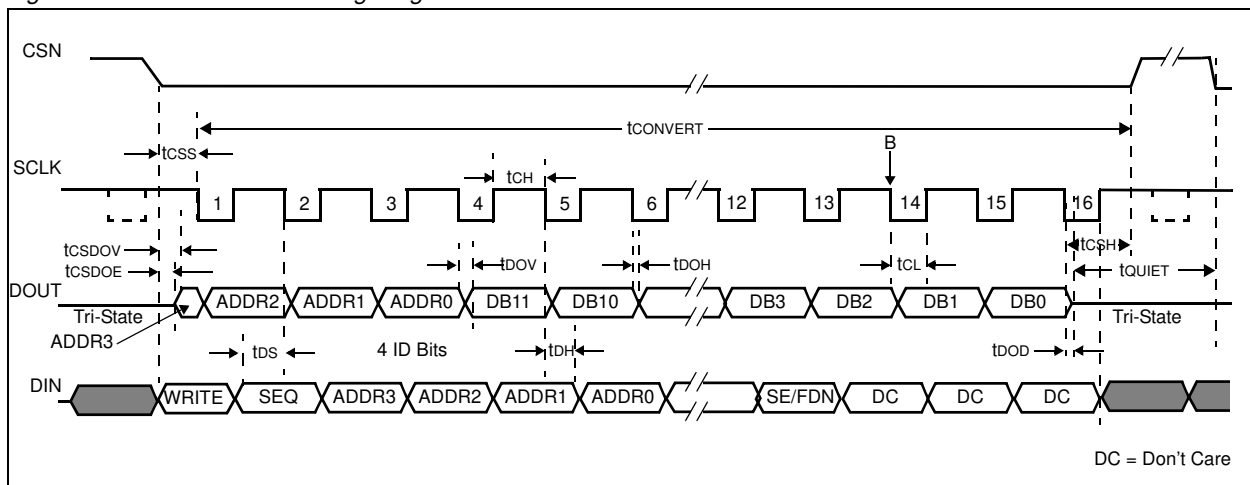 CSN
tCONVERT
B
tCSS
SCLK
tCH
1 2 3 4 5 6 12 13 14 15 16
tCSH
tCSDOV
tDOV
tDOH
tCL
tQUIET
tCSDOE
DOUT
ADDR2 ADDR1 ADDR0 DB11 DB10 DB3 DB2 DB1 DB0
Tri-State
Tri-State
ADDR3
tDS
4 ID Bits
tDH
tDOD
DIN
WRITE SEQ ADDR3 ADDR2 ADDR1 ADDR0 SE/FDN DC DC DC
DC = Don't Care